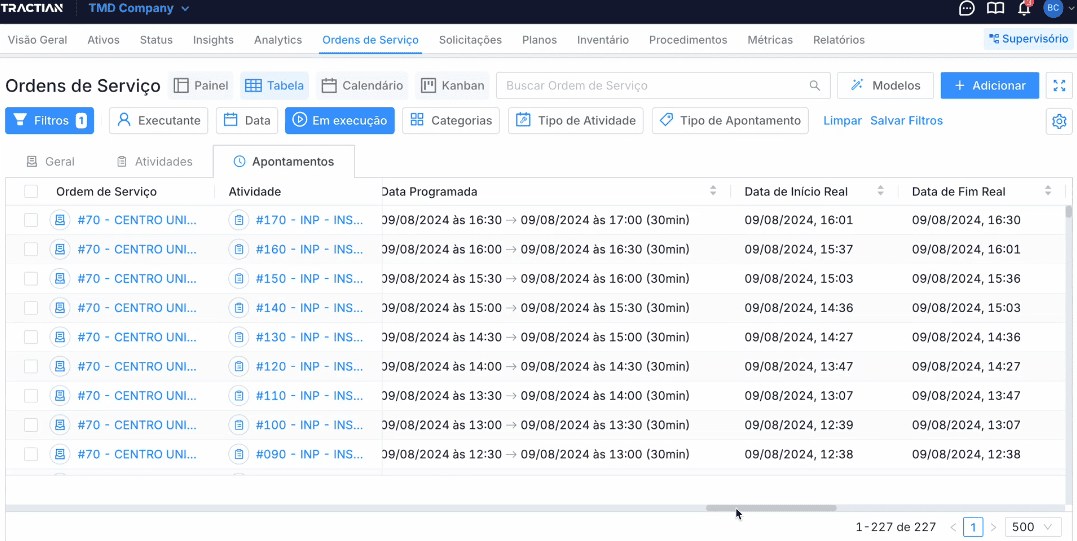 TRACTIAN TMD Company 3 BC
Visão Geral Ativos Status Insights Analytics Ordens de Serviço Solicitações Planos Inventário Procedimentos Métricas Relatórios Supervisório
Ordens de Serviço Painel Tabela Calendário Kanban Buscar Ordem de Serviço Modelos + Adicionar
Filtros 1 Executante Data Em execução Categorias Tipo de Atividade Tipo de Apontamento Limpar Salvar Filtros
Geral Atividades Apontamentos
Ordem de Serviço Atividade Data Programada Data de Início Real Data de Fim Real
#70 - CENTRO UNI... #170 - INP - INS... 09/08/2024 às 16:30 → 09/08/2024 às 17:00 (30min) 09/08/2024, 16:01 09/08/2024, 16:30
#70 - CENTRO UNI... #160 - INP - INS... 09/08/2024 às 16:00 → 09/08/2024 às 16:30 (30min) 09/08/2024, 15:37 09/08/2024, 16:01
#70 - CENTRO UNI... #150 - INP - INS... 09/08/2024 às 15:30 → 09/08/2024 às 16:00 (30min) 09/08/2024, 15:03 09/08/2024, 15:36
#70 - CENTRO UNI... #140 - INP - INS... 09/08/2024 às 15:00 → 09/08/2024 às 15:30 (30min) 09/08/2024, 14:36 09/08/2024, 15:03
#70 - CENTRO UNI... #130 - INP - INS... 09/08/2024 às 14:30 → 09/08/2024 às 15:00 (30min) 09/08/2024, 14:27 09/08/2024, 14:36
#70 - CENTRO UNI... #120 - INP - INS... 09/08/2024 às 14:00 → 09/08/2024 às 14:30 (30min) 09/08/2024, 13:47 09/08/2024, 14:27
#70 - CENTRO UNI... #110 - INP - INS... 09/08/2024 às 13:30 → 09/08/2024 às 14:00 (30min) 09/08/2024, 13:07 09/08/2024, 13:47
#70 - CENTRO UNI... #100 - INP - INS... 09/08/2024 às 13:00 → 09/08/2024 às 13:30 (30min) 09/08/2024, 12:39 09/08/2024, 13:07
#70 - CENTRO UNI... #090 - INP - INS... 09/08/2024 às 12:30 → 09/08/2024 às 13:00 (30min) 09/08/2024, 12:38 09/08/2024, 12:38
1-227 de 227 < 1 > 500